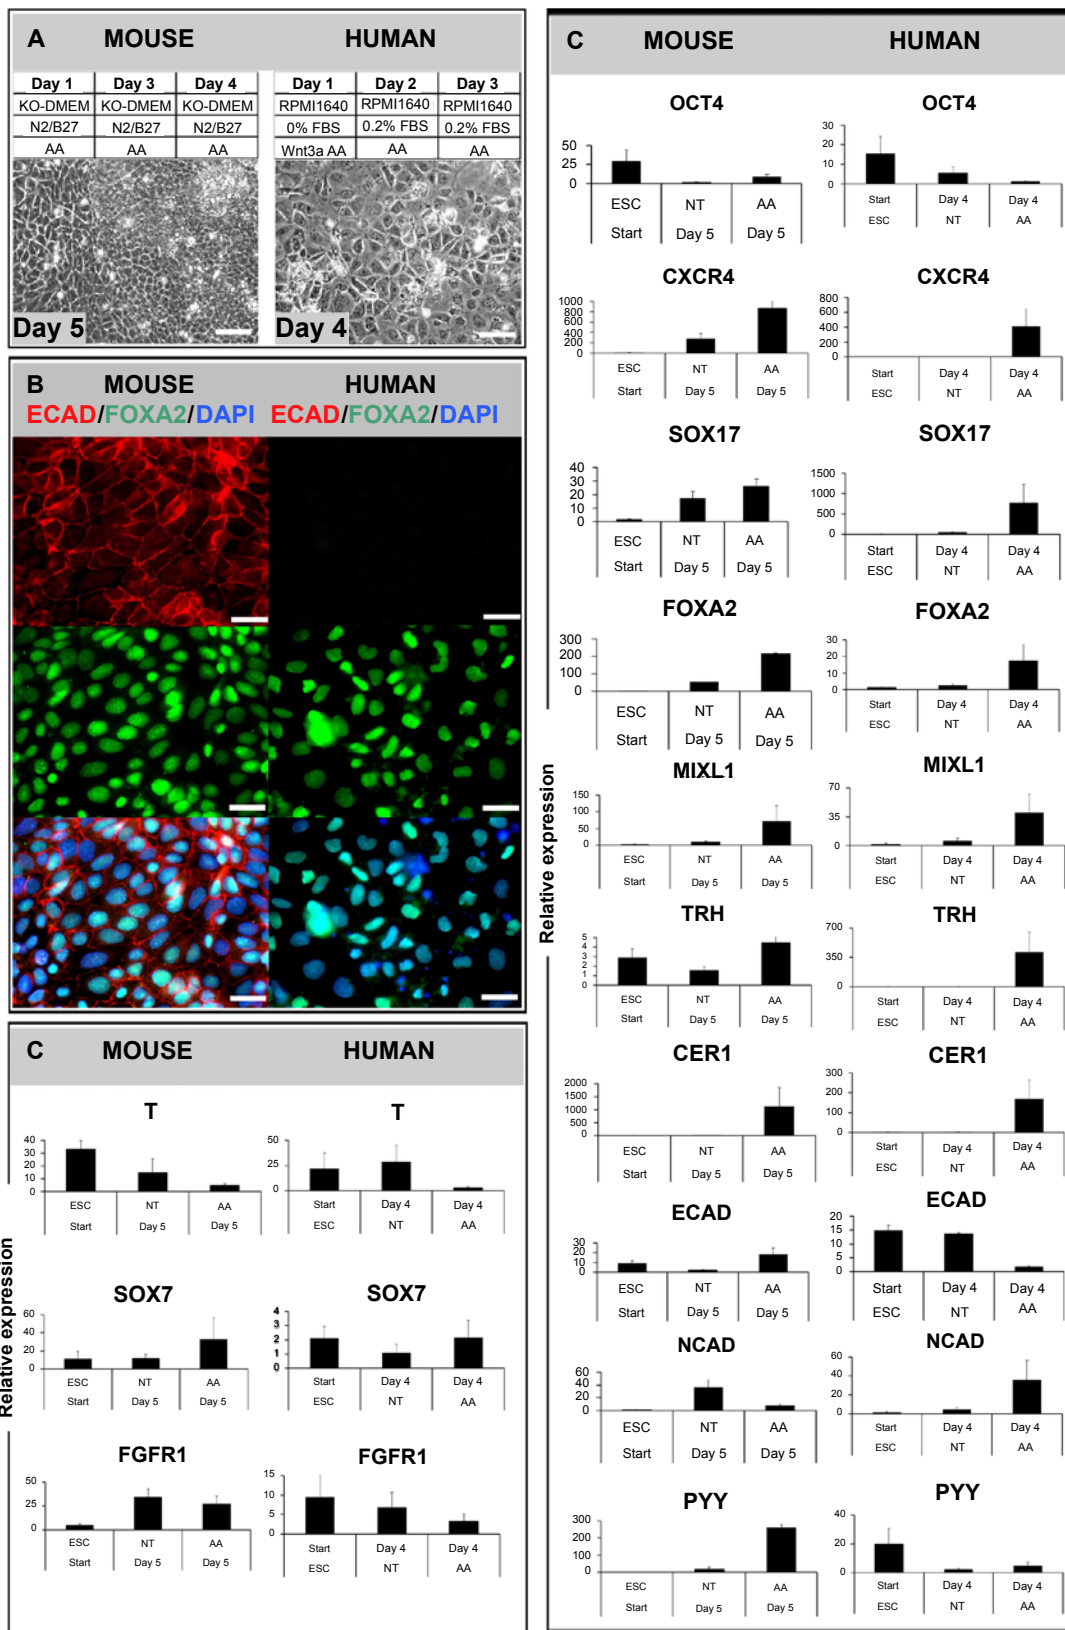 A MOUSE HUMAN
Day 1 Day 3 Day 4 Day 1 Day 2 Day 3
KO-DMEM KO-DMEM KO-DMEM RPMI1640 RPMI1640 RPMI1640
N2/B27 N2/B27 N2/B27 0% FBS 0.2% FBS 0.2% FBS
AA AA AA Wnt3a AA AA AA
Day 5 Day 4
B MOUSE HUMAN
ECAD/FOXA2/DAPI ECAD/FOXA2/DAPI
C MOUSE HUMAN
Relative expression
T
40
30
20
10
0
ESC NT AA
Start Day 5 Day 5
T
50
25
0
Start Day 4 Day 4
ESC NT AA
SOX7
60
40
20
0
ESC NT AA
Start Day 5 Day 5
SOX7
4
3
2
1
0
Start Day 4 Day 4
ESC NT AA
FGFR1
50
25
0
ESC NT AA
Start Day 5 Day 5
FGFR1
15
10
5
0
Start Day 4 Day 4
ESC NT AA
C MOUSE HUMAN
Relative expression
OCT4
50
25
0
ESC NT AA
Start Day 5 Day 5
OCT4
30
20
10
0
Start Day 4 Day 4
ESC NT AA
CXCR4
1000
800
600
400
200
0
ESC NT AA
Start Day 5 Day 5
CXCR4
800
600
400
200
0
Start Day 4 Day 4
ESC NT AA
SOX17
40
30
20
10
0
ESC NT AA
Start Day 5 Day 5
SOX17
1500
1000
500
0
Start Day 4 Day 4
ESC NT AA
FOXA2
300
200
100
0
ESC NT AA
Start Day 5 Day 5
FOXA2
30
20
10
0
Start Day 4 Day 4
ESC NT AA
MIXL1
150
100
50
0
ESC NT AA
Start Day 5 Day 5
MIXL1
70
35
0
Start Day 4 Day 4
ESC NT AA
TRH
5
4
3
2
1
0
ESC NT AA
Start Day 5 Day 5
TRH
700
350
0
Start Day 4 Day 4
ESC NT AA
CER1
2000
1500
1000
500
0
ESC NT AA
Start Day 5 Day 5
CER1
300
200
100
0
Start Day 4 Day 4
ESC NT AA
ECAD
30
20
10
0
ESC NT AA
Start Day 5 Day 5
ECAD
20
15
10
5
0
Start Day 4 Day 4
ESC NT AA
NCAD
60
40
20
0
ESC NT AA
Start Day 5 Day 5
NCAD
60
40
20
0
Start Day 4 Day 4
ESC NT AA
PYY
300
200
100
0
ESC NT AA
Start Day 5 Day 5
PYY
40
20
0
Start Day 4 Day 4
ESC NT AA